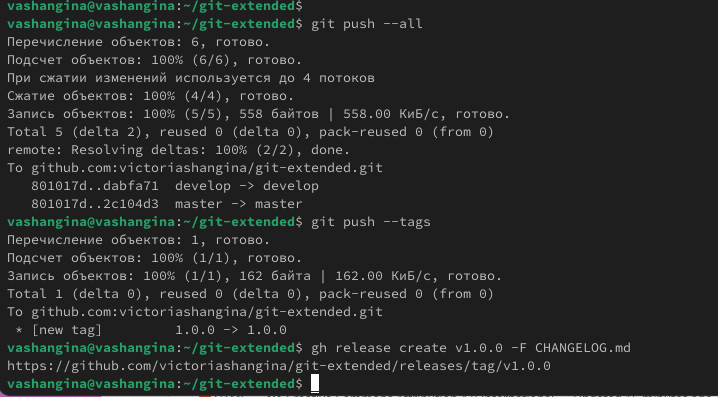 vashangina@vashangina:~/git-extended$
vashangina@vashangina:~/git-extended$ git push --all
Перечисление объектов: 6, готово.
Подсчет объектов: 100% (6/6), готово.
При сжатии изменений используется до 4 потоков
Сжатие объектов: 100% (4/4), готово.
Запись объектов: 100% (5/5), 558 байтов | 558.00 КиБ/с, готово.
Total 5 (delta 2), reused 0 (delta 0), pack-reused 0 (from 0)
remote: Resolving deltas: 100% (2/2), done.
To github.com:victoriashangina/git-extended.git
   801017d..dabfa71  develop -> develop
   801017d..2c104d3  master -> master
vashangina@vashangina:~/git-extended$ git push --tags
Перечисление объектов: 1, готово.
Подсчет объектов: 100% (1/1), готово.
Запись объектов: 100% (1/1), 162 байта | 162.00 КиБ/с, готово.
Total 1 (delta 0), reused 0 (delta 0), pack-reused 0 (from 0)
To github.com:victoriashangina/git-extended.git
 * [new tag]         1.0.0 -> 1.0.0
vashangina@vashangina:~/git-extended$ gh release create v1.0.0 -F CHANGELOG.md
https://github.com/victoriashangina/git-extended/releases/tag/v1.0.0
vashangina@vashangina:~/git-extended$